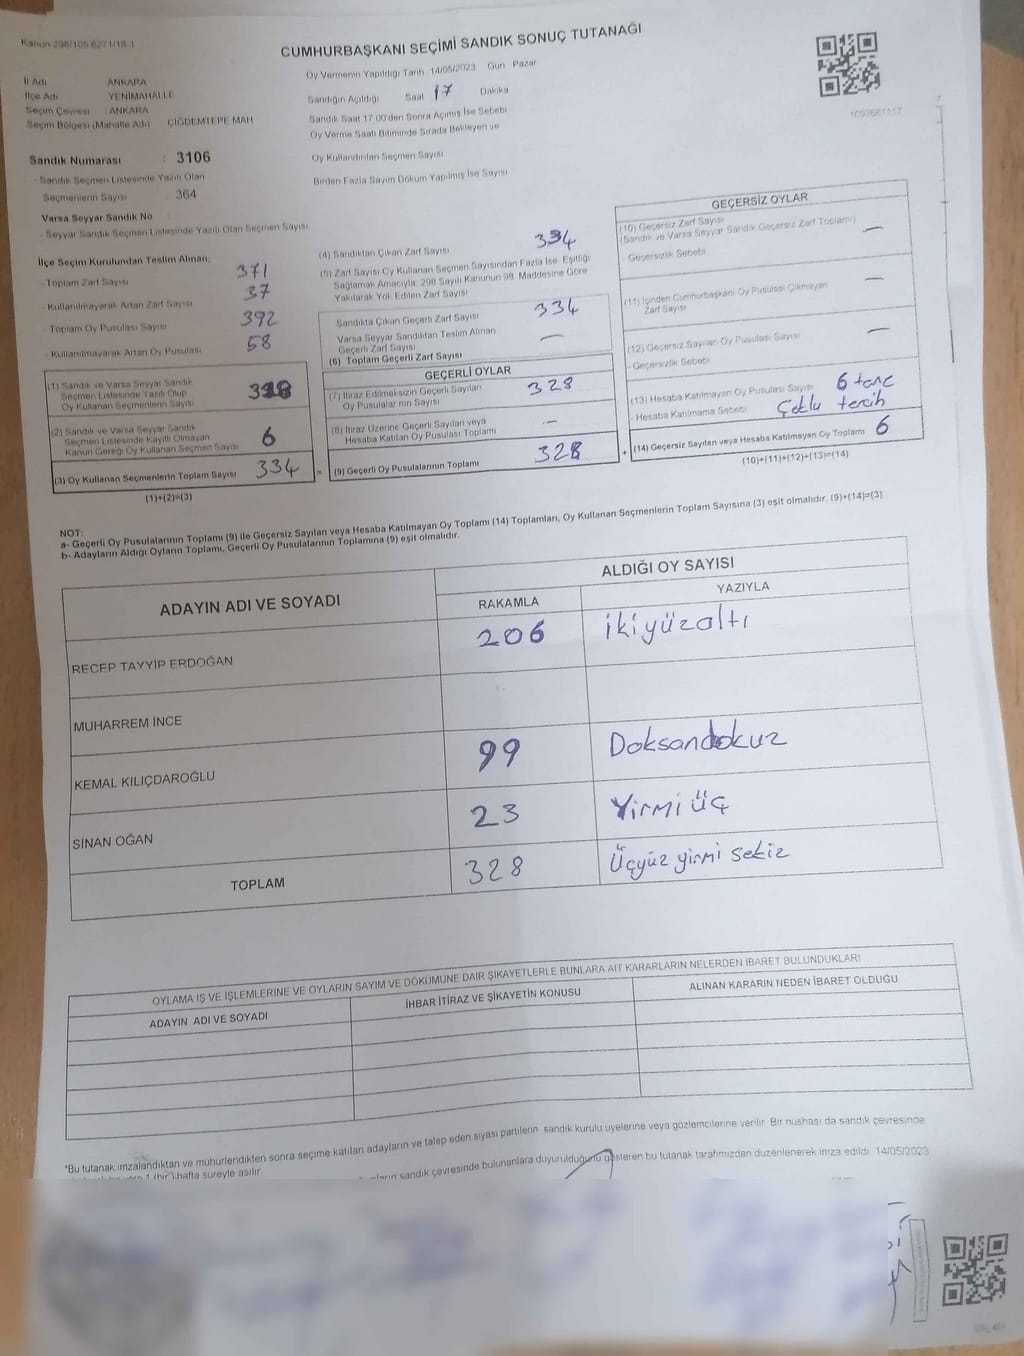 Kanun 298/105 6271/18-1
CUMHURBAŞKANI SEÇİMİ SANDIK SONUÇ TUTANAĞI
Oy Vermenin Yapıldığı Tarih 14/05/2023 Gün Pazar
Sandığın Açıldığı Saat 17 Dakika
Sandık Saat 17:00'den Sonra Açımış İse Sebebi
Oy Verme Saati Bitiminde Sırada Bekleyen ve
Oy Kullandırılan Seçmen Sayısı
Birden Fazla Sayım Döküm Yapılmış İse Sayısı
İl Adı ANKARA
İlçe Adı YENİMAHALLE
Seçim Çevresi : ANKARA
Seçim Bölgesi (Mahalle Adı) ÇİĞDEMTEPE MAH
Sandık Numarası : 3106
- Sandık Seçmen Listesinde Yazılı Olan
Seçmenlerin Sayısı 364
Varsa Seyyar Sandık No
- Seyyar Sandık Seçmen Listesinde Yazılı Olan Seçmen Sayısı
İlçe Seçim Kurulundan Teslim Alınan;
- Toplam Zarf Sayısı 371
- Kullanılmayarak Artan Zarf Sayısı 37
- Toplam Oy Pusulası Sayısı 392
- Kullanılmayarak Artan Oy Pusulası 58
(1) Sandık ve Varsa Seyyar Sandık
Seçmen Listesinde Yazılı Olup
Oy Kullanan Seçmenlerin Sayısı
(2) Sandık ve Varsa Seyyar Sandık
Seçmen Listesinde Kayıtlı Olmayan
Kanun Gereği Oy Kullanan Seçmen Sayısı 6
(3) Oy Kullanan Seçmenlerin Toplam Sayısı 334
(1)+(2)=(3)
(4) Sandıktan Çıkan Zarf Sayısı 334
(5) Zarf Sayısı Oy Kullanan Seçmen Sayısından Fazla İse, Eşitliği
Sağlamak Amacıyla, 298 Sayılı Kanunun 98. Maddesine Göre
Yakılarak Yok Edilen Zarf Sayısı
Sandıkta Çıkan Geçerli Zarf Sayısı 334
Varsa Seyyar Sandıktan Teslim Alınan
Geçerli Zarf Sayısı —
(6) Toplam Geçerli Zarf Sayısı
GEÇERLİ OYLAR
(7) İtiraz Edilmeksizin Geçerli Sayılan
Oy Pusulalar nın Sayısı 328
(8) İtiraz Üzerine Geçerli Sayılan veya
Hesaba Katılan Oy Pusulası Toplamı —
= (9) Geçerli Oy Pusulalarının Toplamı 328
GEÇERSİZ OYLAR
(10) Geçersiz Zarf Sayısı
(Sandık ve Varsa Seyyar Sandık Geçersiz Zarf Toplamı) —
- Geçersizlik Sebebi
(11) İçinden Cumhurbaşkanı Oy Pusulası Çıkmayan
Zarf Sayısı —
(12) Geçersiz Sayılan Oy Pusulası Sayısı —
- Geçersizlik Sebebi
(13) Hesaba Katılmayan Oy Pusulası Sayısı 6 tane
- Hesaba Katılmama Sebebi Çoklu tercih
+ (14) Geçersiz Sayılan veya Hesaba Katılmayan Oy Toplamı 6
(10)+(11)+(12)+(13)=(14)
NOT:
a- Geçerli Oy Pusulalarının Toplamı (9) ile Geçersiz Sayılan veya Hesaba Katılmayan Oy Toplamı (14) Toplamları, Oy Kullanan Seçmenlerin Toplam Sayısına (3) eşit olmalıdır. (9)+(14)=(3)
b- Adayların Aldığı Oyların Toplamı, Geçerli Oy Pusulalarının Toplamına (9) eşit olmalıdır.
ADAYIN ADI VE SOYADI
ALDIĞI OY SAYISI
RAKAMLA YAZIYLA
RECEP TAYYİP ERDOĞAN 206 ikiyüzaltı
MUHARREM İNCE
KEMAL KILIÇDAROĞLU 99 Doksandokuz
SİNAN OĞAN 23 Yirmi üç
TOPLAM 328 Üçyüz yirmi sekiz
OYLAMA İŞ VE İŞLEMLERİNE VE OYLARIN SAYIM VE DÖKÜMÜNE DAİR ŞİKAYETLERLE BUNLARA AİT KARARLARIN NELERDEN İBARET BULUNDUKLARI
ADAYIN ADI VE SOYADI İHBAR İTİRAZ VE ŞİKAYETİN KONUSU ALINAN KARARIN NEDEN İBARET OLDUĞU
*Bu tutanak imzalandıktan ve mühürlendikten sonra seçime katılan adayların ve talep eden siyasi partilerin sandık kurulu üyelerine veya gözlemcilerine verilir. Bir nüshası da sandık çevresinde
1 (bir) hafta süreyle asılır. sandık çevresinde bulunanlara duyurulduğunu gösteren bu tutanak tarafımızdan düzenlenerek imza edildi. 14/05/2023